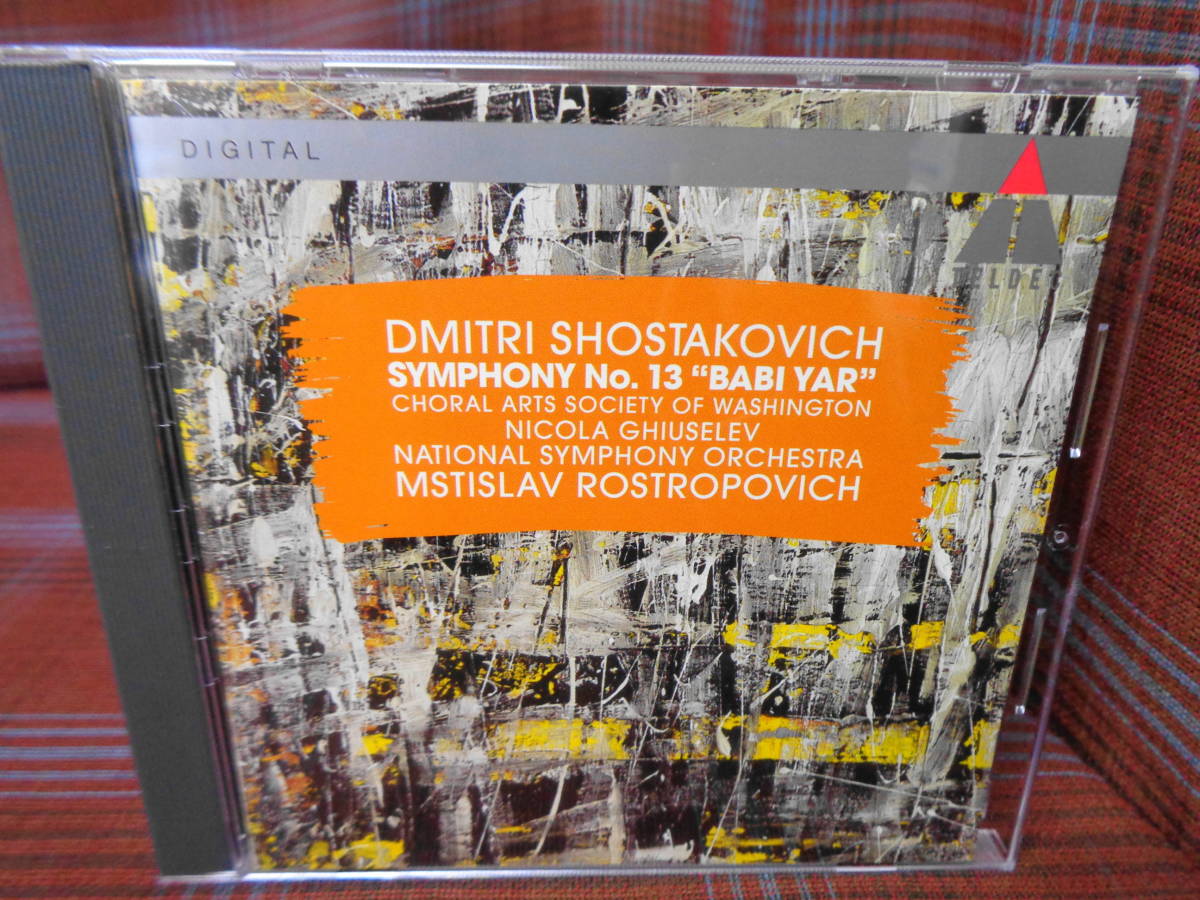 DIGITAL
TELDEC
DMITRI SHOSTAKOVICH
SYMPHONY No. 13 “BABI YAR”
CHORAL ARTS SOCIETY OF WASHINGTON
NICOLA GHIUSELEV
NATIONAL SYMPHONY ORCHESTRA
MSTISLAV ROSTROPOVICH